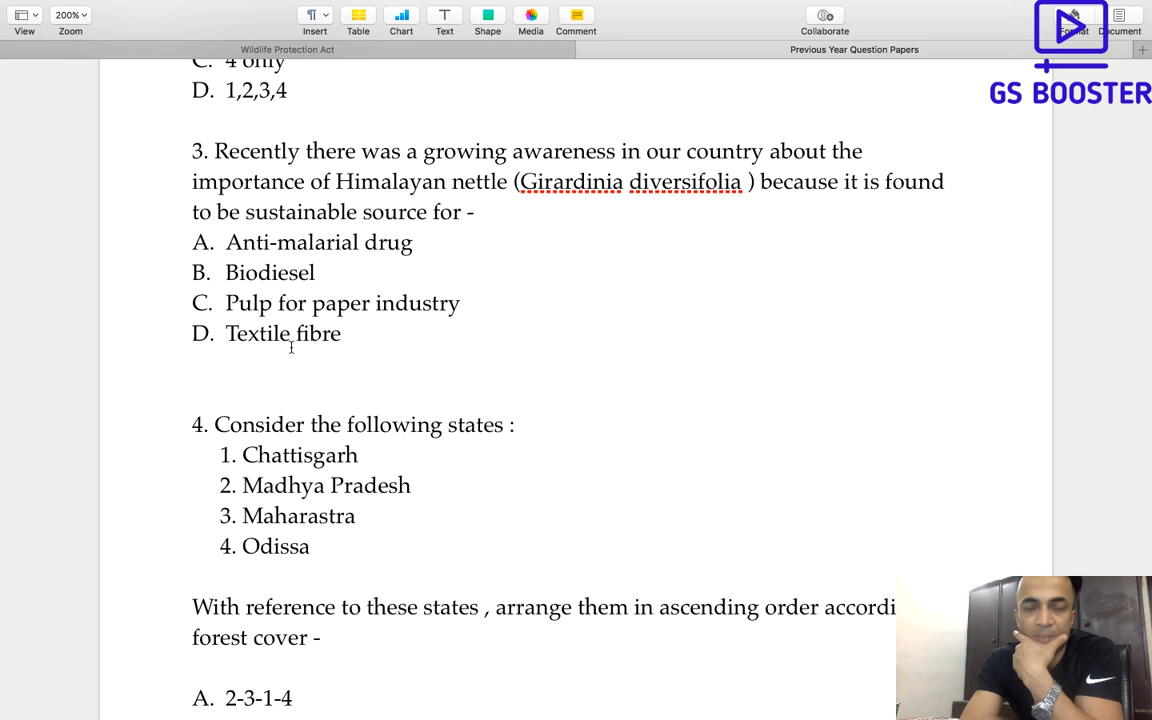 200%
View
Zoom
Insert
Table
Chart
Text
Shape
Media
Comment
Collaborate
Format
Document
Wildlife Protection Act
Previous Year Question Papers
GS BOOSTER
C. 4 only
D. 1,2,3,4
3. Recently there was a growing awareness in our country about the
importance of Himalayan nettle (Girardinia diversifolia ) because it is found
to be sustainable source for -
A. Anti-malarial drug
B. Biodiesel
C. Pulp for paper industry
D. Textile fibre
4. Consider the following states :
1. Chattisgarh
2. Madhya Pradesh
3. Maharastra
4. Odissa
With reference to these states , arrange them in ascending order accordi
forest cover -
A. 2-3-1-4